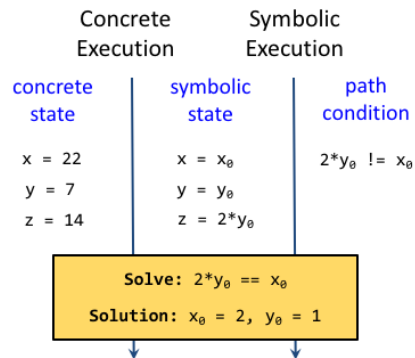 Concrete Execution
Symbolic Execution
concrete state
symbolic state
path condition
x = 22
x = x₀
2*y₀ != x₀
y = 7
y = y₀
z = 14
z = 2*y₀
Solve: 2*y₀ == x₀
Solution: x₀ = 2, y₀ = 1